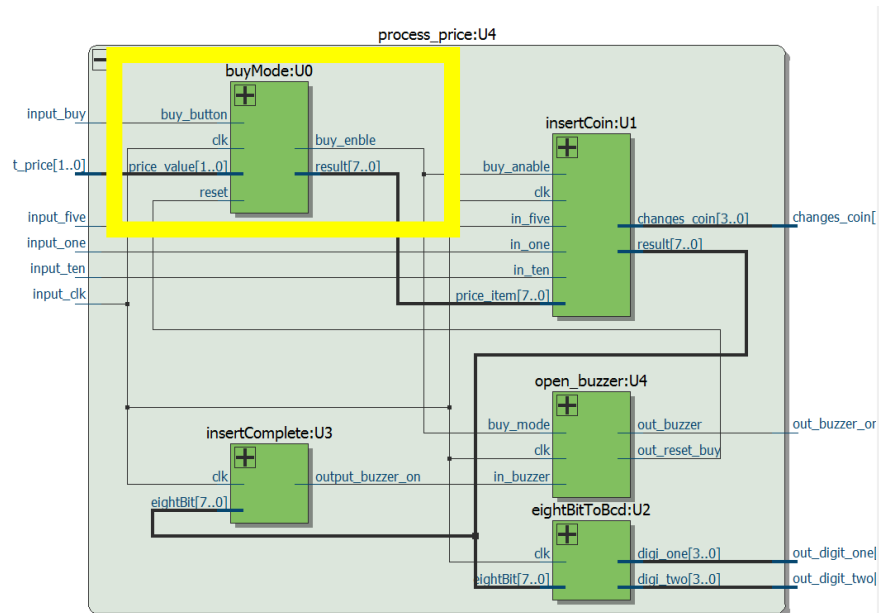 process_price:U4
buyMode:U0
input_buy
buy_button
clk
buy_enble
t_price[1..0]
price_value[1..0]
result[7..0]
reset
insertCoin:U1
buy_anable
clk
input_five
in_five
changes_coin[3..0]
changes_coin[
input_one
in_one
result[7..0]
input_ten
in_ten
input_clk
price_item[7..0]
open_buzzer:U4
buy_mode
out_buzzer
out_buzzer_on
clk
out_reset_buy
in_buzzer
insertComplete:U3
clk
output_buzzer_on
eightBit[7..0]
eightBitToBcd:U2
clk
digi_one[3..0]
out_digit_one[
eightBit[7..0]
digi_two[3..0]
out_digit_two[